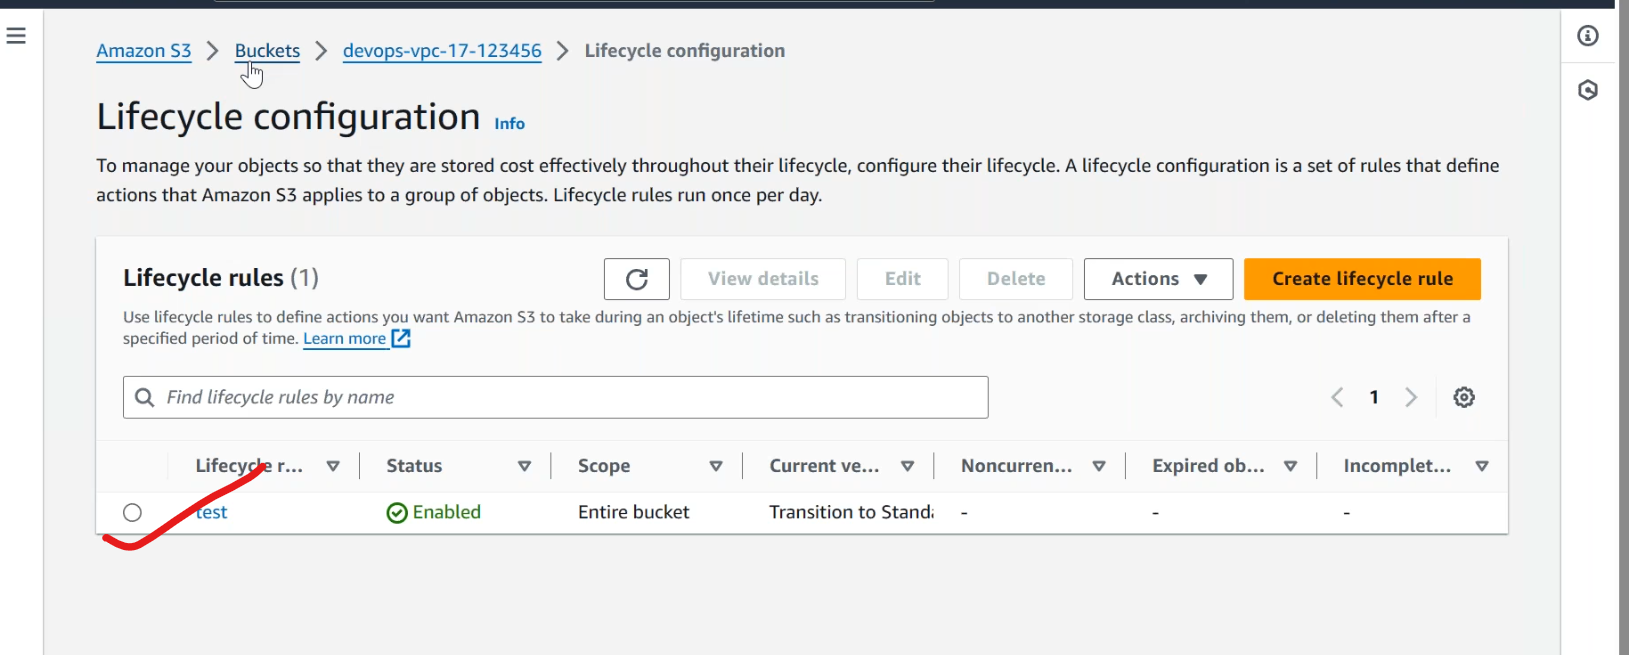 Amazon S3 > Buckets > devops-vpc-17-123456 > Lifecycle configuration
Lifecycle configuration Info
To manage your objects so that they are stored cost effectively throughout their lifecycle, configure their lifecycle. A lifecycle configuration is a set of rules that define
actions that Amazon S3 applies to a group of objects. Lifecycle rules run once per day.
Lifecycle rules (1) View details Edit Delete Actions Create lifecycle rule
Use lifecycle rules to define actions you want Amazon S3 to take during an object's lifetime such as transitioning objects to another storage class, archiving them, or deleting them after a
specified period of time. Learn more
Find lifecycle rules by name 1
Lifecycle r... Status Scope Current ve... Noncurren... Expired ob... Incomplet...
test Enabled Entire bucket Transition to Standa - - -